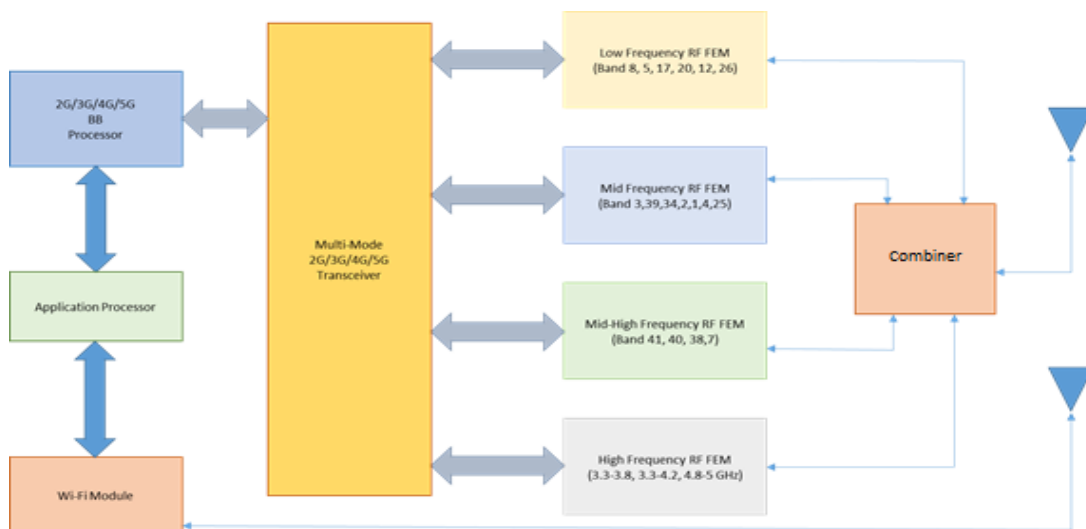 2G/3G/4G/5G
BB
Processor
Application Processor
Wi-Fi Module
Multi-Mode
2G/3G/4G/5G
Transceiver
Low Frequency RF FEM
(Band 8, 5, 17, 20, 12, 26)
Mid Frequency RF FEM
(Band 3,39,34,2,1,4,25)
Mid-High Frequency RF FEM
(Band 41, 40, 38,7)
High Frequency RF FEM
(3.3-3.8, 3.3-4.2, 4.8-5 GHz)
Combiner